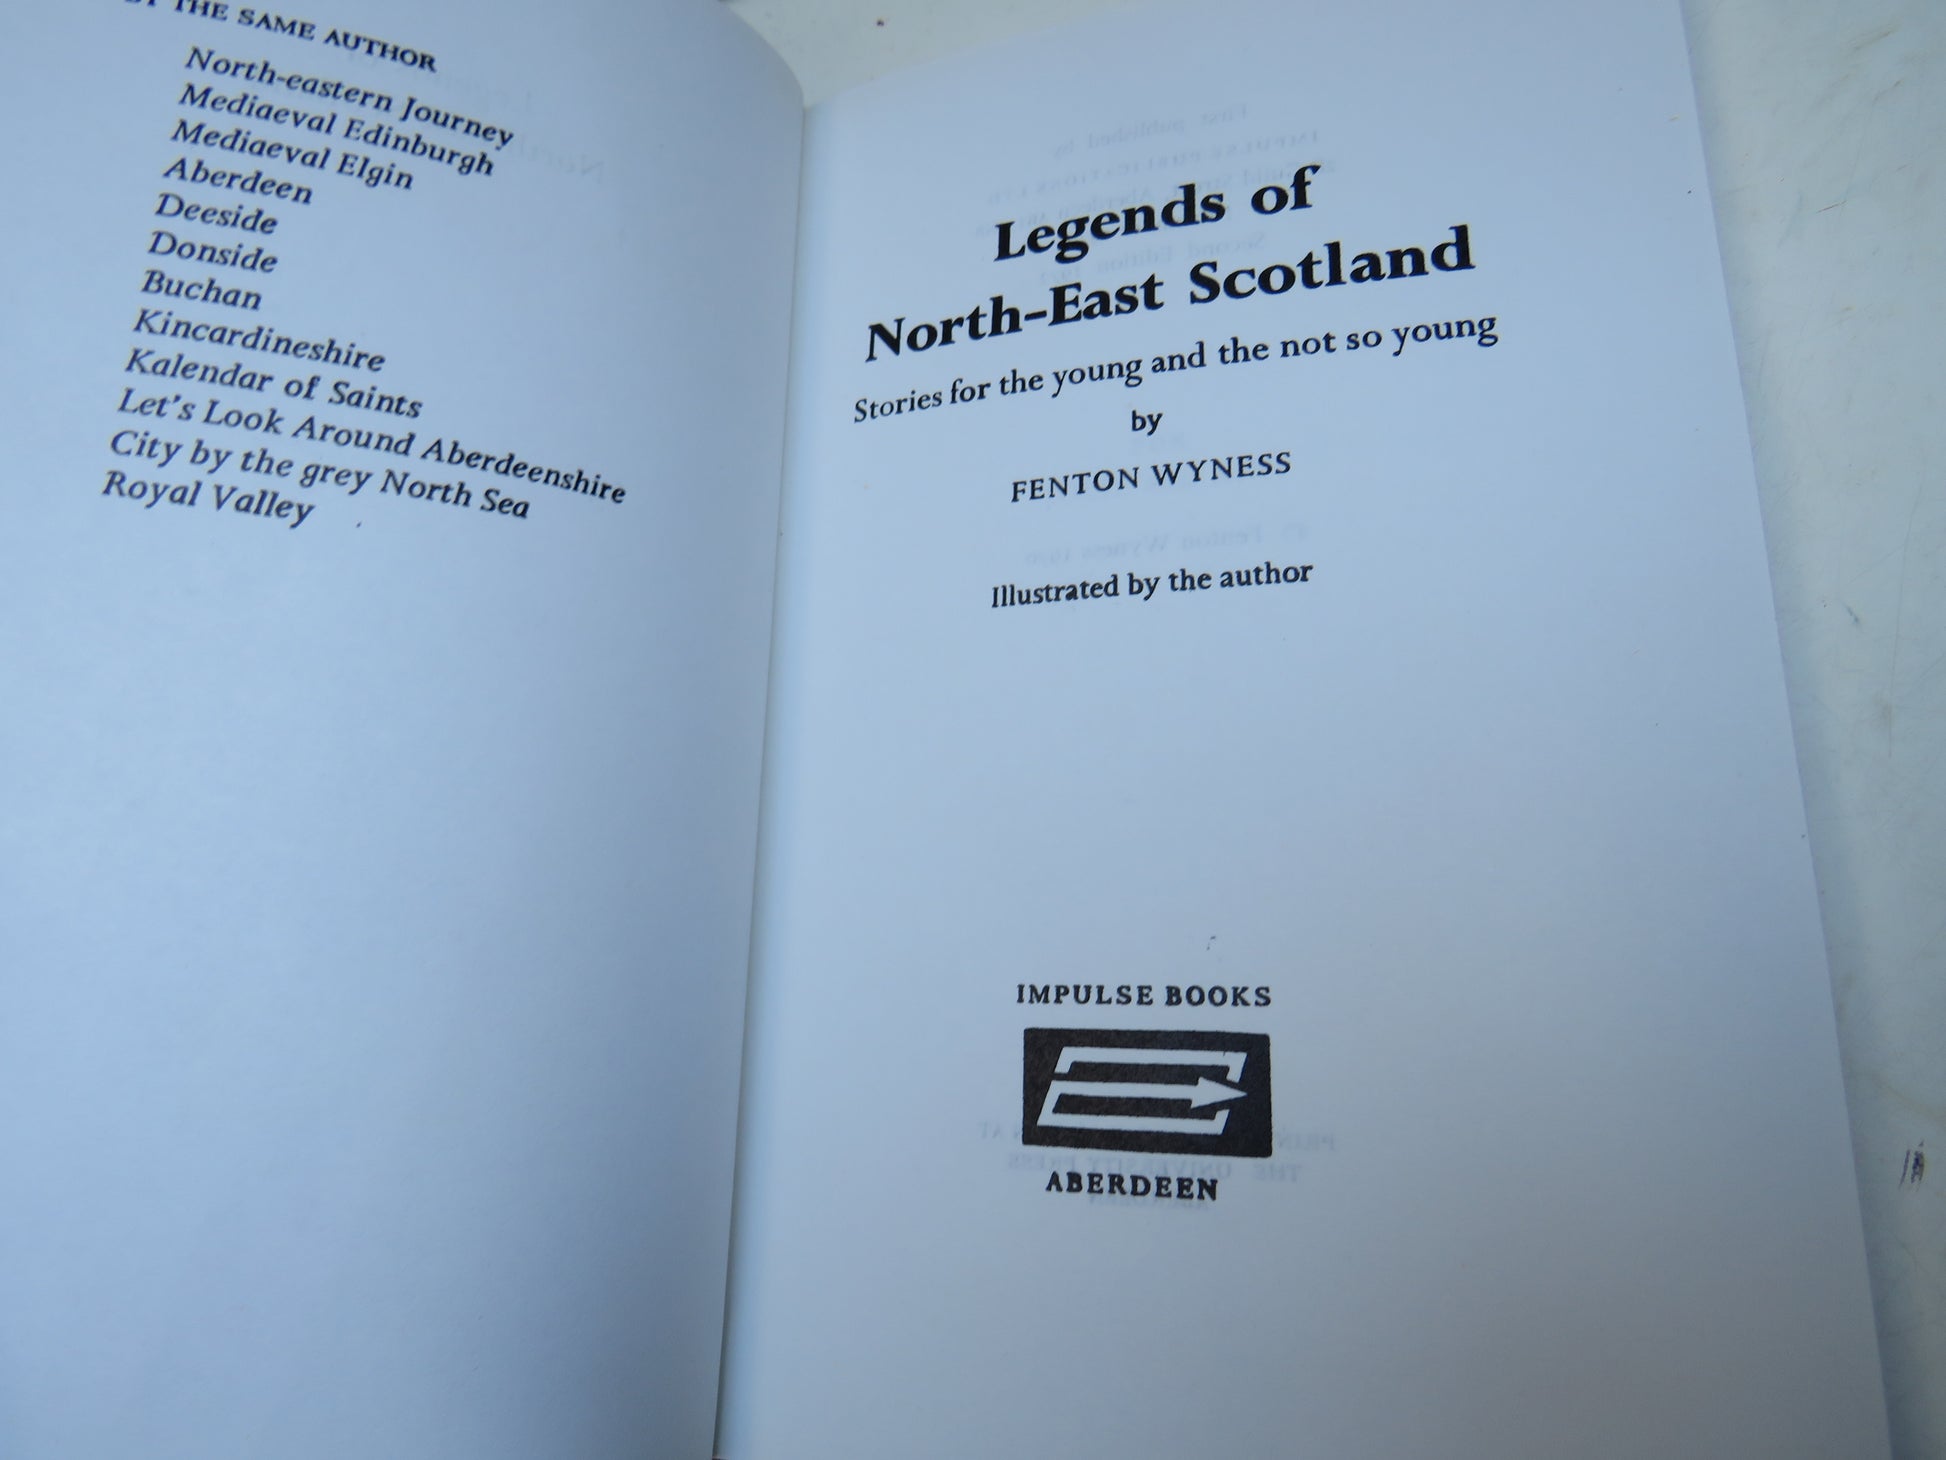 THE SAME AUTHOR
North-eastern Journey
Mediaeval Edinburgh
Mediaeval Elgin
Aberdeen
Deeside
Donside
Buchan
Kincardineshire
Kalendar of Saints
Let's Look Around Aberdeenshire
City by the grey North Sea
Royal Valley
Legends of
North-East Scotland
Stories for the young and the not so young
by
FENTON WYNESS
Illustrated by the author
IMPULSE BOOKS
ABERDEEN